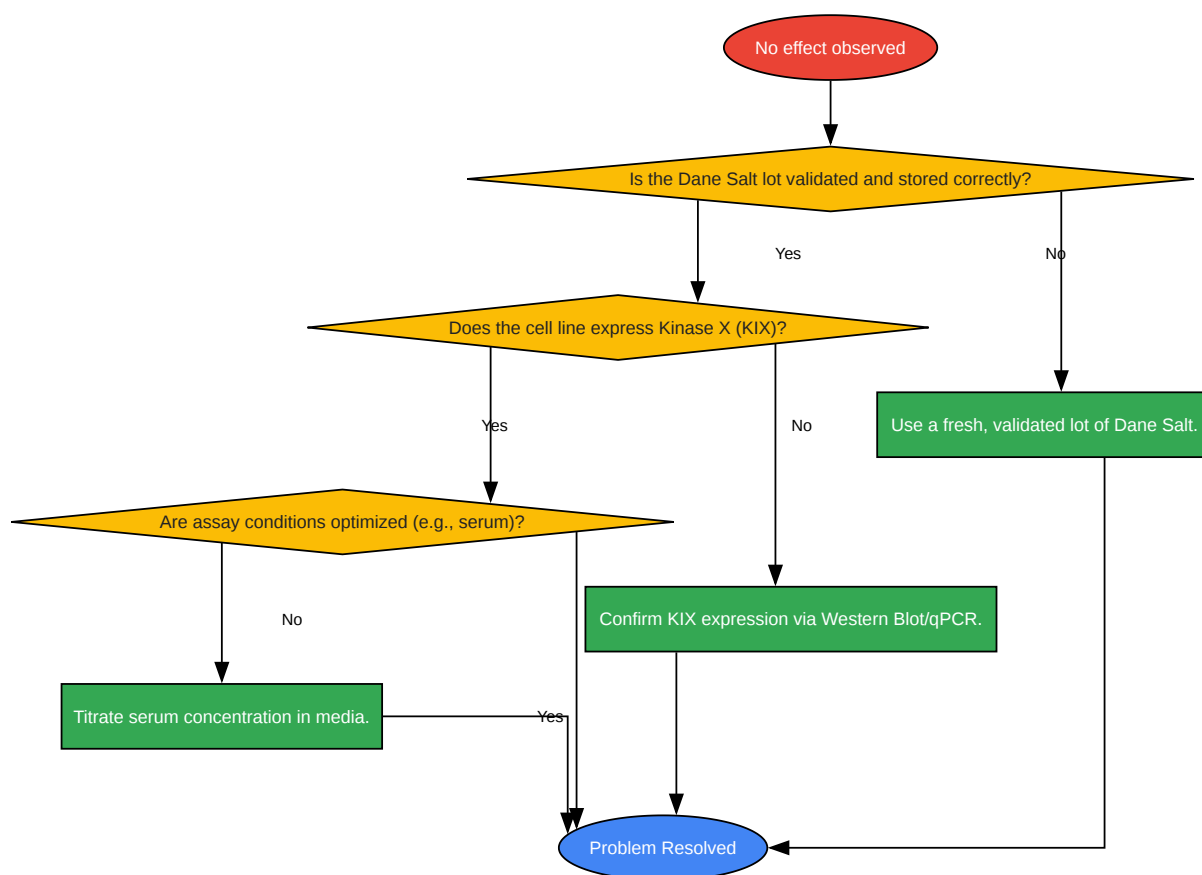 No effect observed
Is the Dane Salt lot validated and stored correctly?
Yes
No
Does the cell line express Kinase X (KIX)?
Yes
No
Use a fresh, validated lot of Dane Salt.
Are assay conditions optimized (e.g., serum)?
No
Confirm KIX expression via Western Blot/qPCR.
Titrate serum concentration in media.
Yes
Problem Resolved